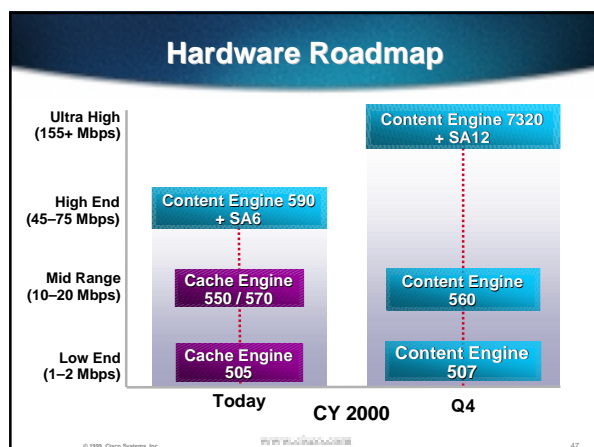 Hardware Roadmap
Ultra High
(155+ Mbps)
Content Engine 7320
+ SA12
High End
(45–75 Mbps)
Content Engine 590
+ SA6
Mid Range
(10–20 Mbps)
Cache Engine
550 / 570
Content Engine
560
Low End
(1–2 Mbps)
Cache Engine
505
Content Engine
507
Today
CY 2000
Q4
© 1999, Cisco Systems, Inc.
47